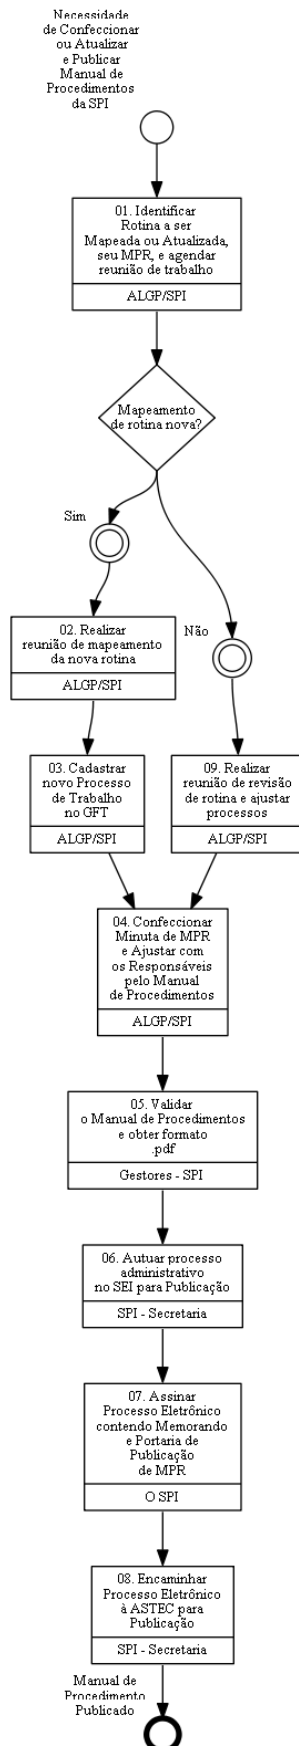 Necessidade
de Confeccionar
ou Atualizar
e Publicar
Manual de
Procedimentos
da SPI
01. Identificar
Rotina a ser
Mapeada ou Atualizada,
seu MPR, e agendar
reunião de trabalho
ALGP/SPI
Mapeamento
de rotina nova?
Sim
02. Realizar
reunião de mapeamento
da nova rotina
ALGP/SPI
Não
03. Cadastrar
novo Processo
de Trabalho
no GFT
ALGP/SPI
09. Realizar
reunião de revisão
de rotina e ajustar
processos
ALGP/SPI
04. Confeccionar
Minuta de MPR
e Ajustar com
os Responsáveis
pelo Manual
de Procedimentos
ALGP/SPI
05. Validar
o Manual de Procedimentos
e obter formato
.pdf
Gestores - SPI
06. Autuar processo
administrativo
no SEI para Publicação
SPI - Secretaria
07. Assinar
Processo Eletrônico
contendo Memorando
e Portaria de
Publicação
de MPR
O SPI
08. Encaminhar
Processo Eletrônico
à ASTEC para
Publicação
SPI - Secretaria
Manual de
Procedimento
Publicado